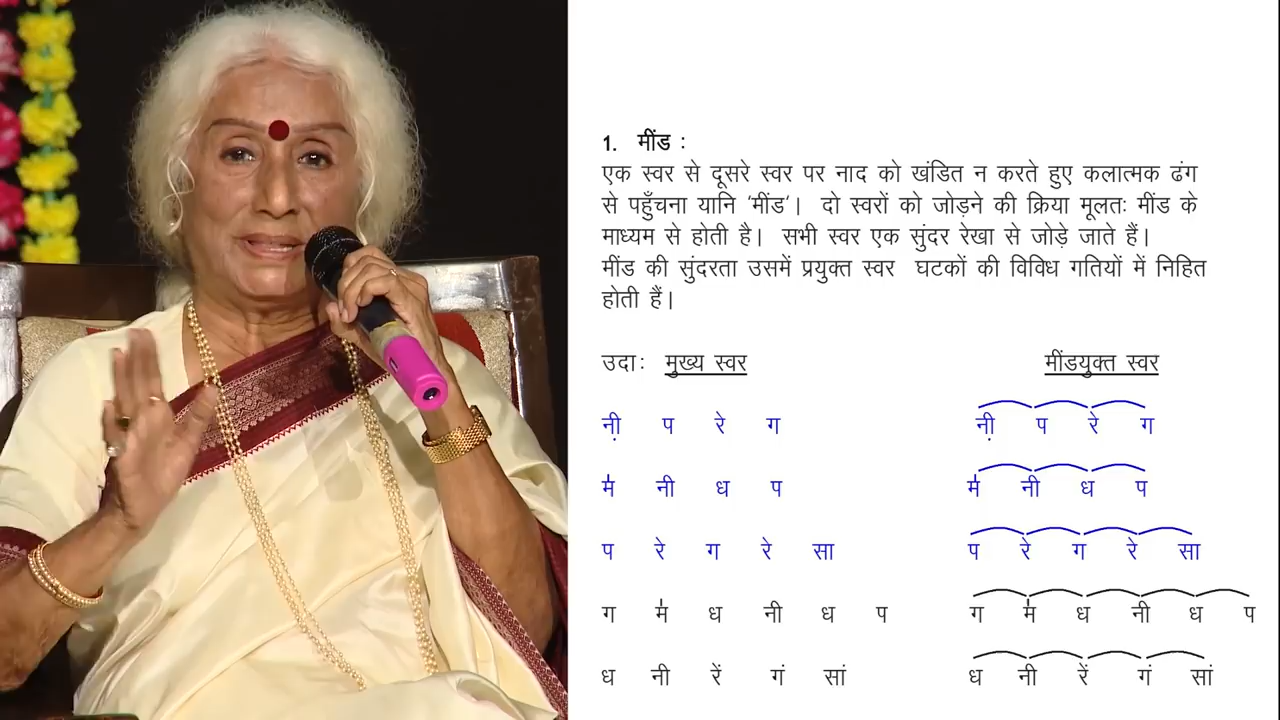 1. मींड :
एक स्वर से दूसरे स्वर पर नाद को खंडित न करते हुए कलात्मक ढंग
से पहुँचना यानि 'मींड'। दो स्वरों को जोड़ने की क्रिया मूलतः मींड के
माध्यम से होती है। सभी स्वर एक सुंदर रेखा से जोड़े जाते हैं।
मींड की सुंदरता उसमें प्रयुक्त स्वर घटकों की विविध गतियों में निहित
होती हैं।
उदाः मुख्य स्वर मींडयुक्त स्वर
नी़ प रे ग नी़ प रे ग
म॑ नी ध प म॑ नी ध प
प रे ग रे सा प रे ग रे सा
ग म॑ ध नी ध प ग म॑ ध नी ध प
ध नी रें गं सां ध नी रें गं सां